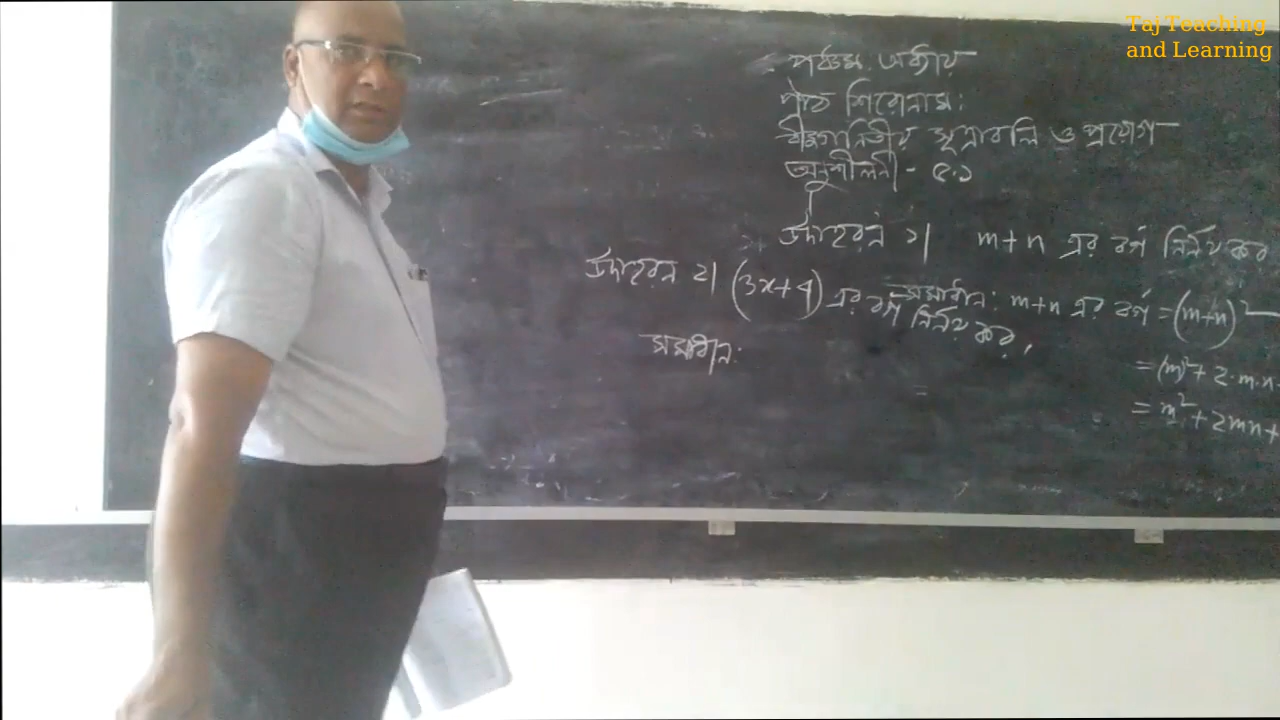 Taj Teaching
and Learning
পঞ্চম অধ্যায়
পাঠ শিরোনাম:
বীজগাণিতীয় সূত্রাবলি ও প্রয়োগ
অনুশীলনী - ৫.১
উদাহরণ ১। m+n এর বর্গ নির্ণয় কর
সমাধান: m+n এর বর্গ = (m+n)²
= (m)² + 2·m·n
= m² + 2mn +
উদাহরণ ২। (3x+4) এর বর্গ নির্ণয় কর,
সমাধান: